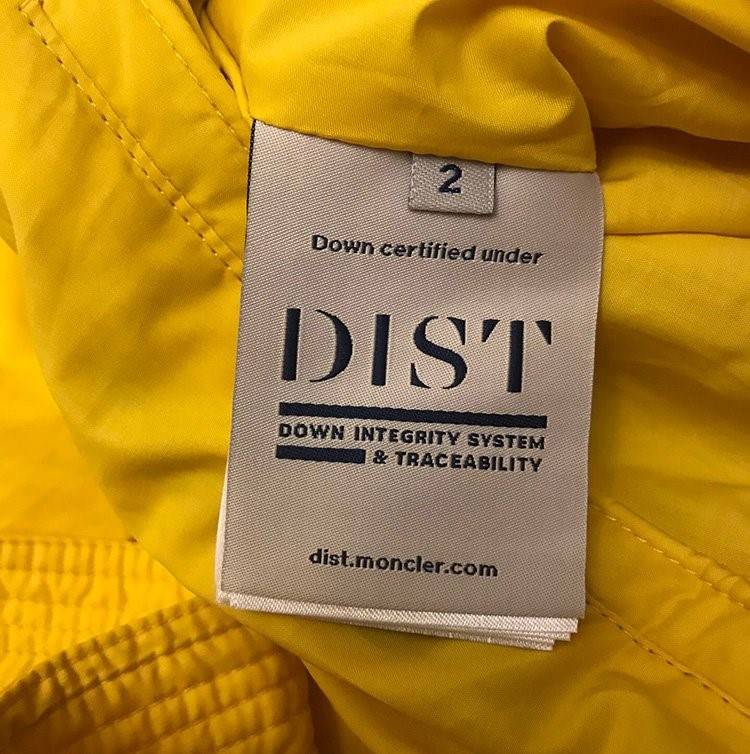 2
Down certified under
DIST
DOWN INTEGRITY SYSTEM
& TRACEABILITY
dist.moncler.com